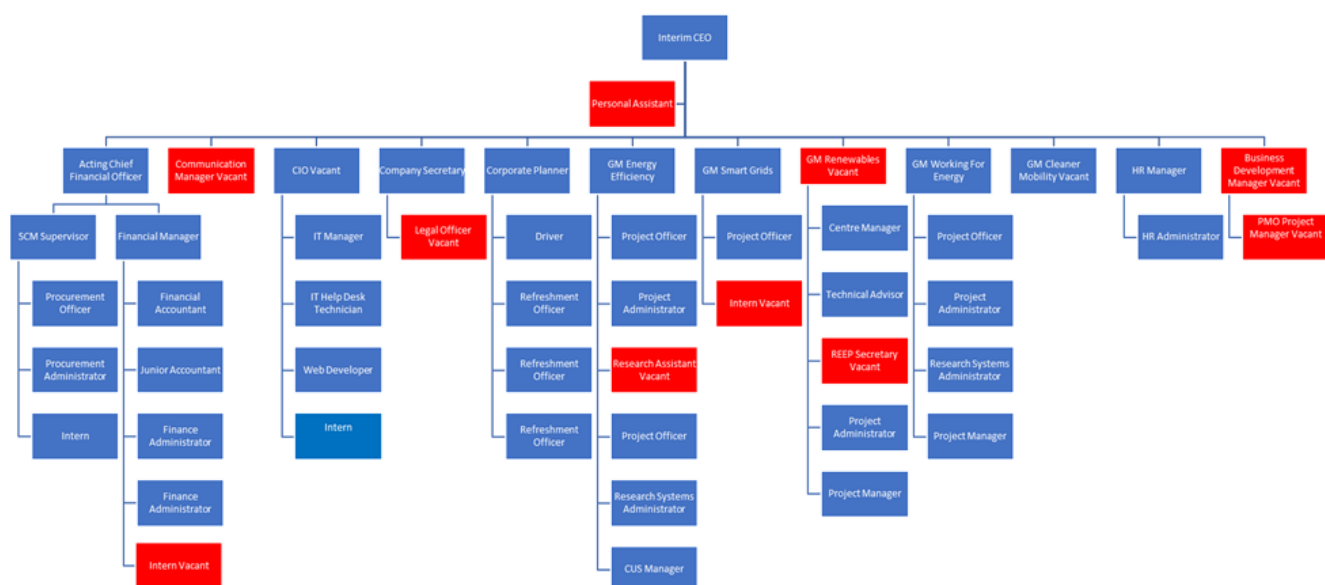 Interim CEO
Personal Assistant
Acting Chief
Financial Officer
Communication
Manager Vacant
CIO Vacant
Company Secretary
Corporate Planner
GM Energy
Efficiency
GM Smart Grids
GM Renewables
Vacant
GM Working For
Energy
GM Cleaner
Mobility Vacant
HR Manager
Business
Development
Manager Vacant
SCM Supervisor
Financial Manager
IT Manager
Legal Officer
Vacant
Driver
Project Officer
Project Officer
Centre Manager
Project Officer
HR Administrator
PMO Project
Manager Vacant
Procurement
Officer
Financial
Accountant
IT Help Desk
Technician
Refreshment
Officer
Project
Administrator
Intern Vacant
Technical Advisor
Project
Administrator
Procurement
Administrator
Junior Accountant
Web Developer
Refreshment
Officer
Research Assistant
Vacant
REEP Secretary
Vacant
Research Systems
Administrator
Intern
Finance
Administrator
Intern
Refreshment
Officer
Project Officer
Project
Administrator
Project Manager
Finance
Administrator
Research Systems
Administrator
Project Manager
Intern Vacant
CUS Manager